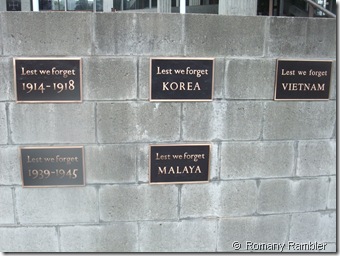 Lest we forget
1914-1918
Lest we forget
KOREA
Lest we forget
VIETNAM
Lest we forget
1939-1945
Lest we forget
MALAYA
© Romany Rambler